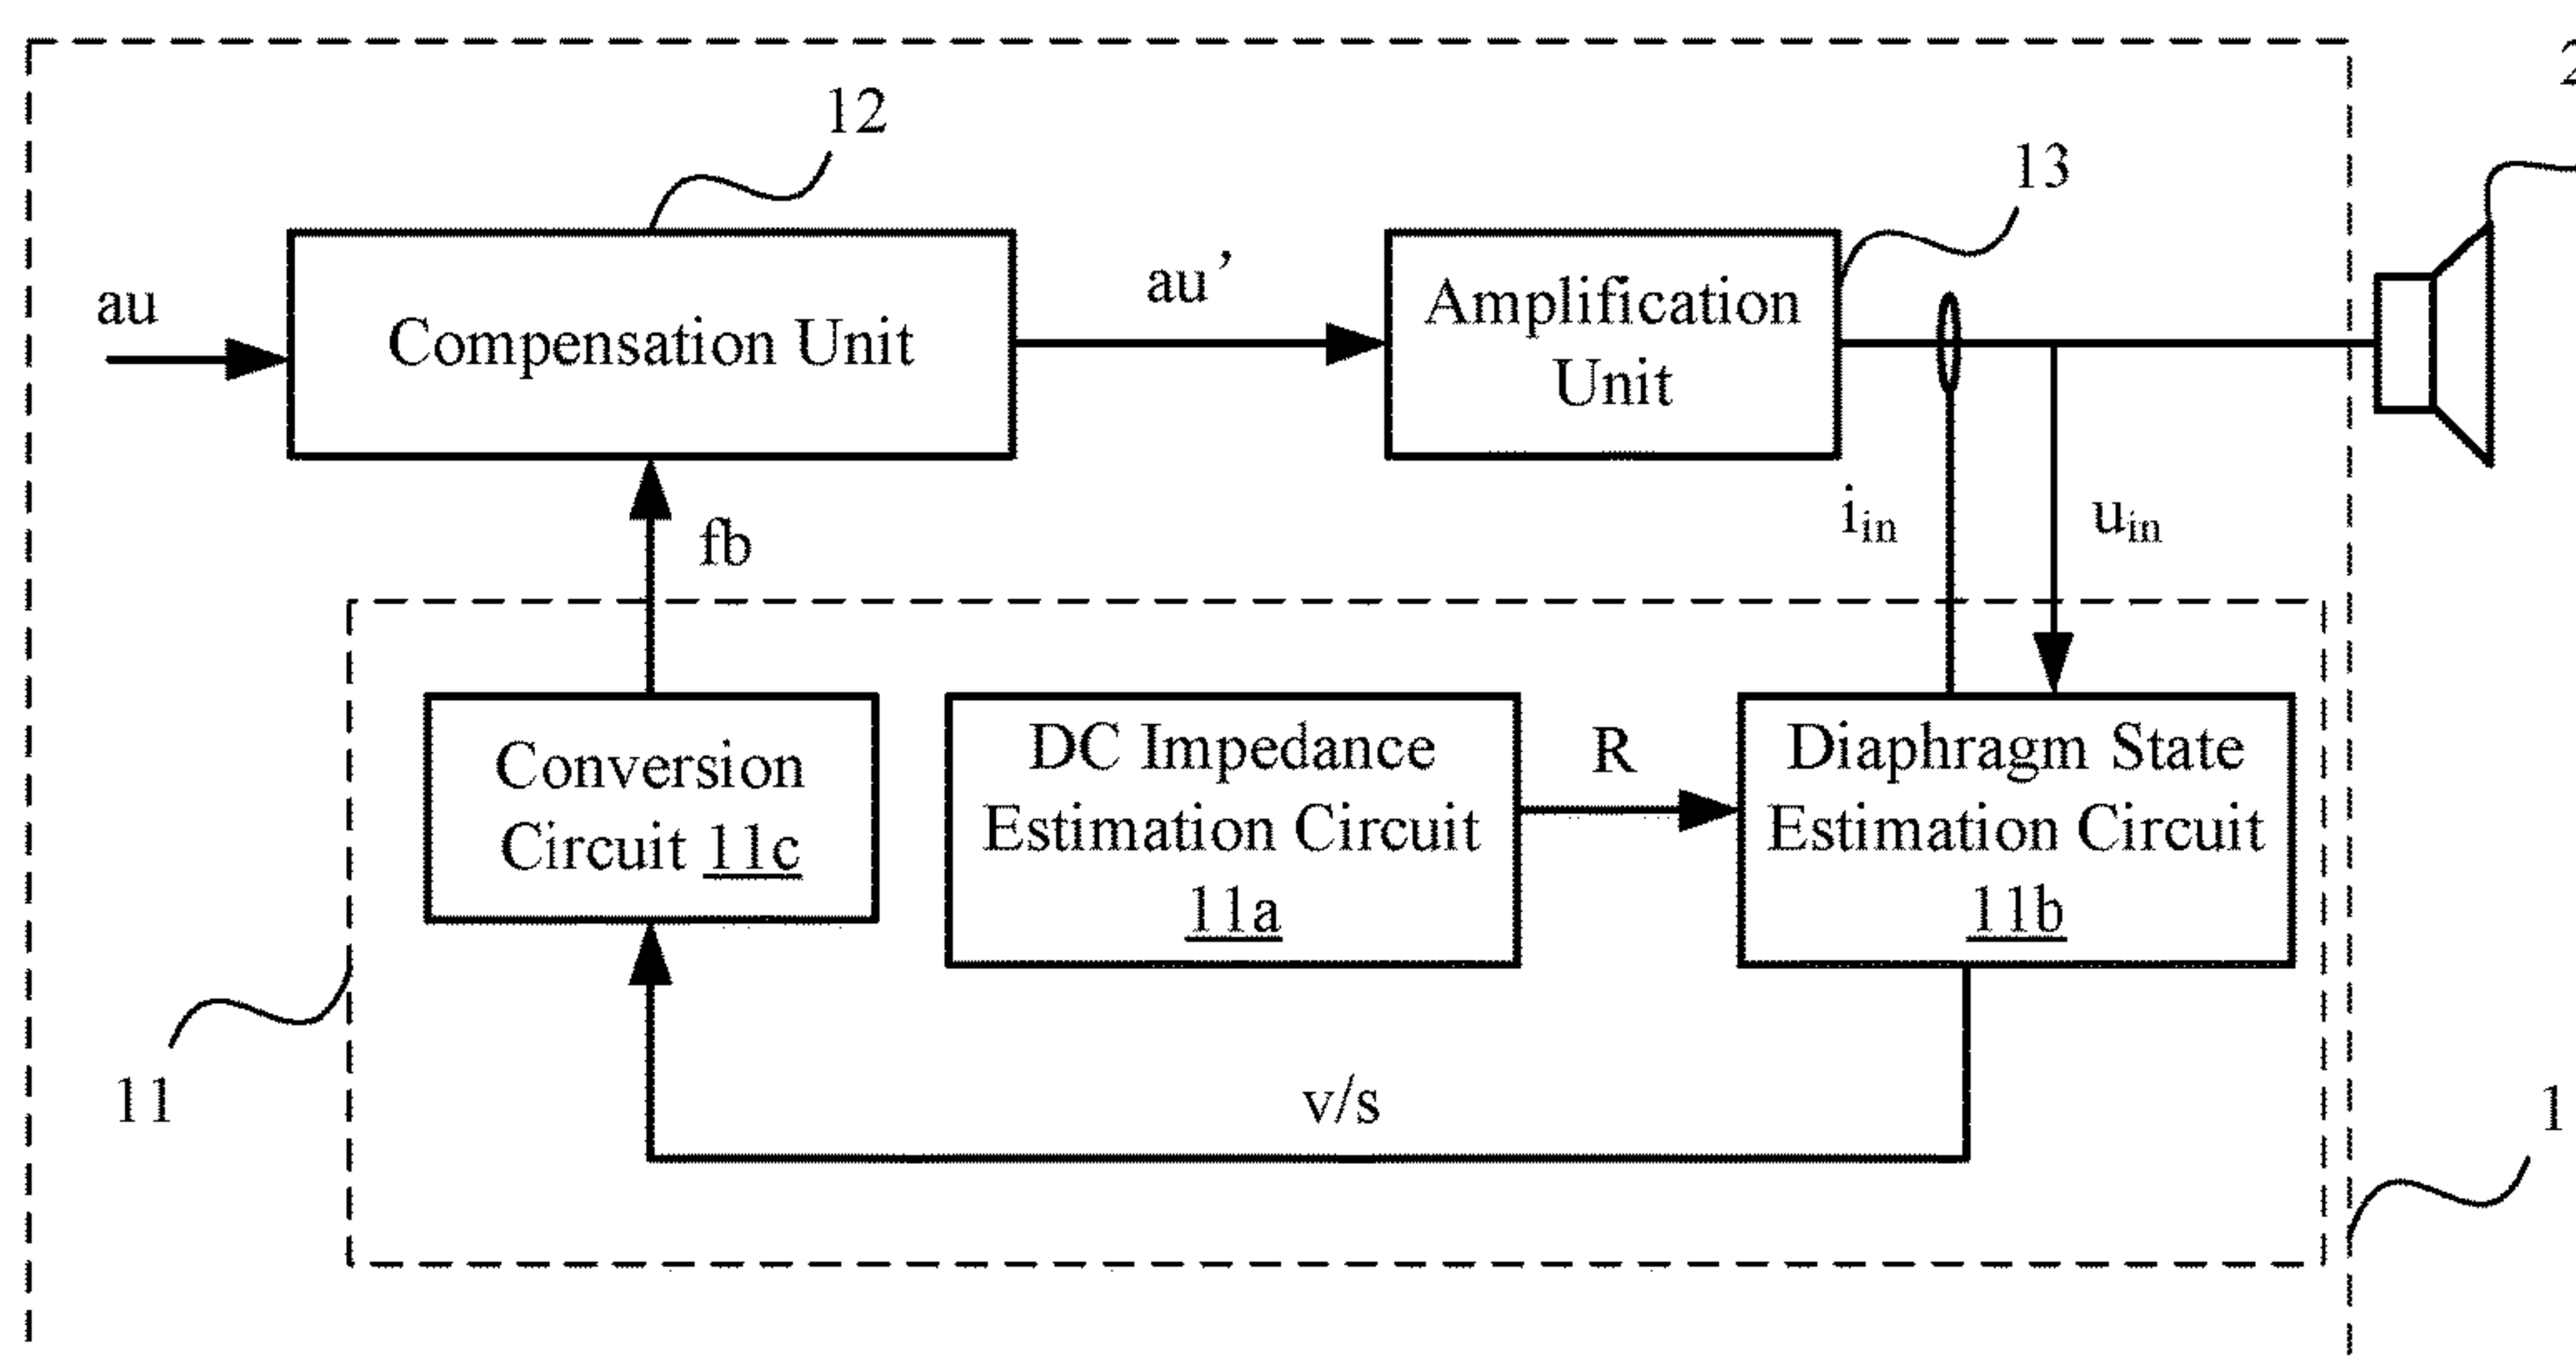 2
12
13
au
Compensation Unit
au’
Amplification
Unit
i_in
u_in
fb
Conversion
Circuit 11c
DC Impedance
Estimation Circuit
11a
R
Diaphragm State
Estimation Circuit
11b
11
v/s
1